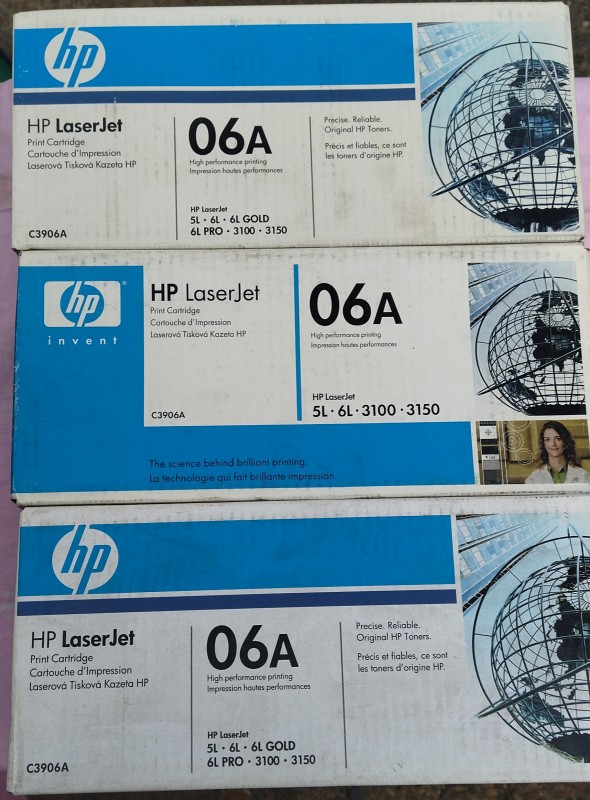 hp
HP LaserJet
Print Cartridge
Cartouche d'Impression
Laserová Tisková Kazeta HP
C3906A
06A
High performance printing
Impression hautes performances
HP LaserJet
5L · 6L · 6L GOLD
6L PRO · 3100 · 3150
Precise. Reliable.
Original HP Toners.
Précis et fiables, ce sont
les toners d'origine HP.
hp
invent
HP LaserJet
Print Cartridge
Cartouche d'Impression
Laserová Tisková Kazeta HP
C3906A
06A
High performance printing
Impression hautes performances
HP LaserJet
5L · 6L · 3100 · 3150
The science behind brilliant printing.
La technologie qui fait brillante impression.
hp
HP LaserJet
Print Cartridge
Cartouche d'Impression
Laserová Tisková Kazeta HP
C3906A
06A
High performance printing
Impression hautes performances
HP LaserJet
5L · 6L · 6L GOLD
6L PRO · 3100 · 3150
Precise. Reliable.
Original HP Toners.
Précis et fiables, ce sont
les toners d'origine HP.